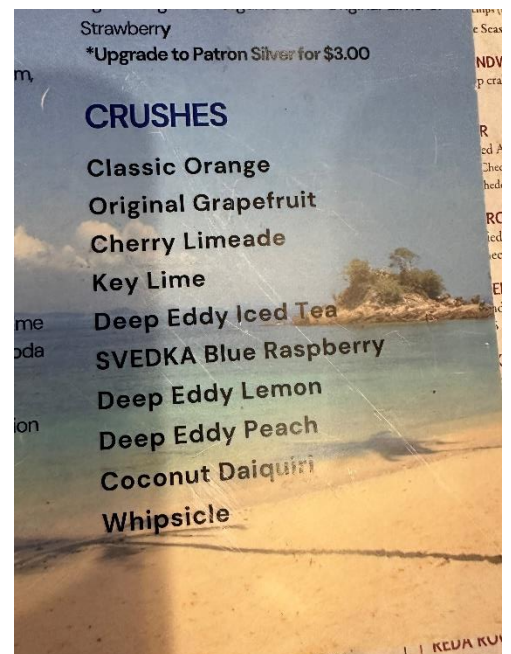 Strawberry
*Upgrade to Patron Silver for $3.00
CRUSHES
Classic Orange
Original Grapefruit
Cherry Limeade
Key Lime
Deep Eddy Iced Tea
SVEDKA Blue Raspberry
Deep Eddy Lemon
Deep Eddy Peach
Coconut Daiquiri
Whipsicle